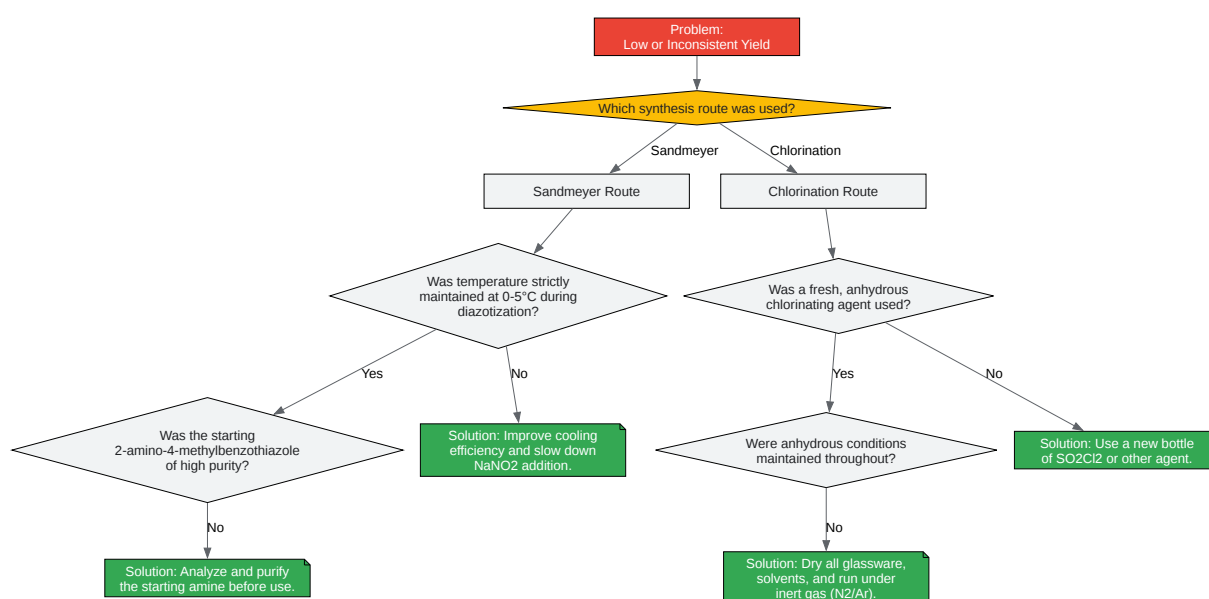 Problem:
Low or Inconsistent Yield
Which synthesis route was used?
Sandmeyer
Chlorination
Sandmeyer Route
Chlorination Route
Was temperature strictly
maintained at 0-5°C during
diazotization?
Was a fresh, anhydrous
chlorinating agent used?
Yes
No
Yes
No
Was the starting
2-amino-4-methylbenzothiazole
of high purity?
Solution: Improve cooling
efficiency and slow down
NaNO2 addition.
Were anhydrous conditions
maintained throughout?
Solution: Use a new bottle
of SO2Cl2 or other agent.
No
No
Solution: Analyze and purify
the starting amine before use.
Solution: Dry all glassware,
solvents, and run under
inert gas (N2/Ar).